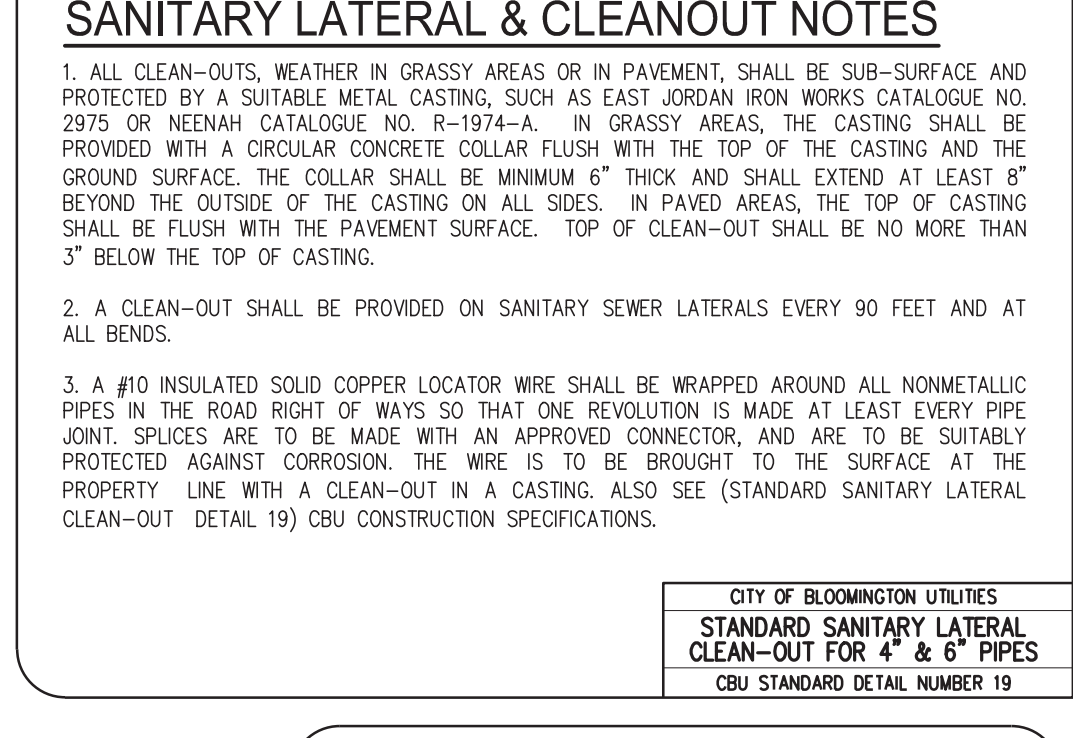 SANITARY LATERAL & CLEANOUT NOTES
1. ALL CLEAN-OUTS, WEATHER IN GRASSY AREAS OR IN PAVEMENT, SHALL BE SUB-SURFACE AND
PROTECTED BY A SUITABLE METAL CASTING, SUCH AS EAST JORDAN IRON WORKS CATALOGUE NO.
2975 OR NEENAH CATALOGUE NO. R-1974-A. IN GRASSY AREAS, THE CASTING SHALL BE
PROVIDED WITH A CIRCULAR CONCRETE COLLAR FLUSH WITH THE TOP OF THE CASTING AND THE
GROUND SURFACE. THE COLLAR SHALL BE MINIMUM 6" THICK AND SHALL EXTEND AT LEAST 8"
BEYOND THE OUTSIDE OF THE CASTING ON ALL SIDES. IN PAVED AREAS, THE TOP OF CASTING
SHALL BE FLUSH WITH THE PAVEMENT SURFACE. TOP OF CLEAN-OUT SHALL BE NO MORE THAN
3" BELOW THE TOP OF CASTING.
2. A CLEAN-OUT SHALL BE PROVIDED ON SANITARY SEWER LATERALS EVERY 90 FEET AND AT
ALL BENDS.
3. A #10 INSULATED SOLID COPPER LOCATOR WIRE SHALL BE WRAPPED AROUND ALL NONMETALLIC
PIPES IN THE ROAD RIGHT OF WAYS SO THAT ONE REVOLUTION IS MADE AT LEAST EVERY PIPE
JOINT. SPLICES ARE TO BE MADE WITH AN APPROVED CONNECTOR, AND ARE TO BE SUITABLY
PROTECTED AGAINST CORROSION. THE WIRE IS TO BE BROUGHT TO THE SURFACE AT THE
PROPERTY LINE WITH A CLEAN-OUT IN A CASTING. ALSO SEE (STANDARD SANITARY LATERAL
CLEAN-OUT DETAIL 19) CBU CONSTRUCTION SPECIFICATIONS.
CITY OF BLOOMINGTON UTILITIES
STANDARD SANITARY LATERAL
CLEAN-OUT FOR 4" & 6" PIPES
CBU STANDARD DETAIL NUMBER 19